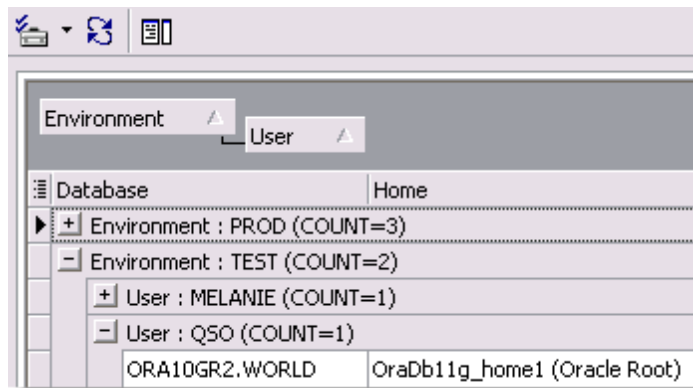 Environment
User
Database Home
Environment : PROD (COUNT=3)
Environment : TEST (COUNT=2)
User : MELANIE (COUNT=1)
User : QSO (COUNT=1)
ORA10GR2.WORLD OraDb11g_home1 (Oracle Root)